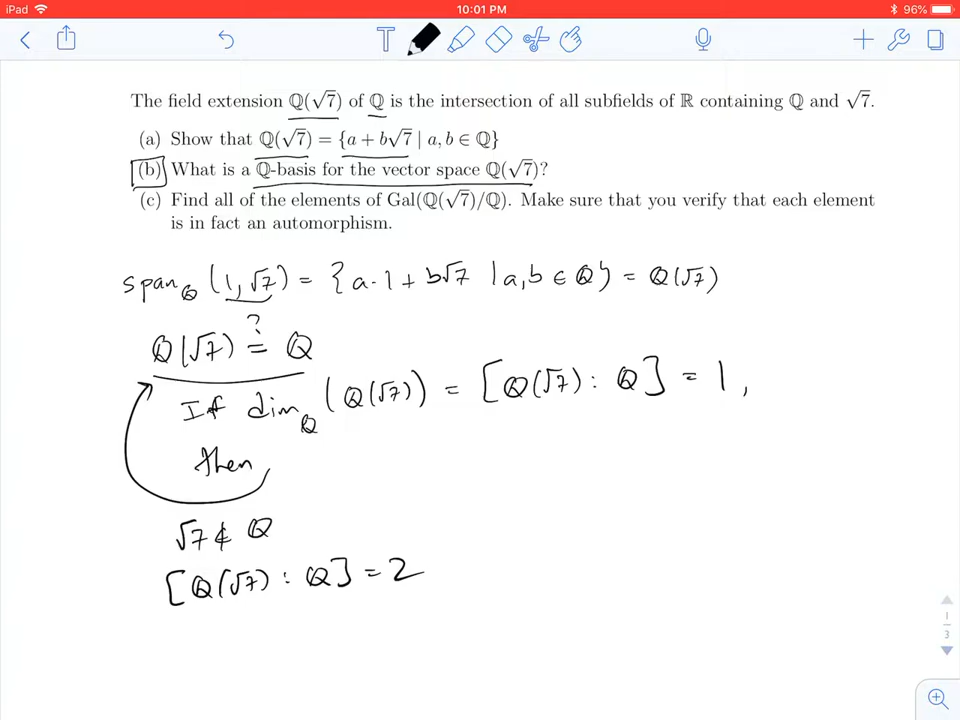 iPad 10:01 PM 96%
T
The field extension ℚ(√7) of ℚ is the intersection of all subfields of ℝ containing ℚ and √7.
(a) Show that ℚ(√7) = {a + b√7 | a, b ∈ ℚ}
(b) What is a ℚ-basis for the vector space ℚ(√7)?
(c) Find all of the elements of Gal(ℚ(√7)/ℚ). Make sure that you verify that each element
is in fact an automorphism.
span_ℚ (1, √7) = {a·1 + b√7 | a, b ∈ ℚ} = ℚ(√7)
ℚ(√7) ?= ℚ
If dim_ℚ (ℚ(√7)) = [ℚ(√7) : ℚ] = 1,
then
√7 ∉ ℚ
[ℚ(√7) : ℚ] = 2
1
3